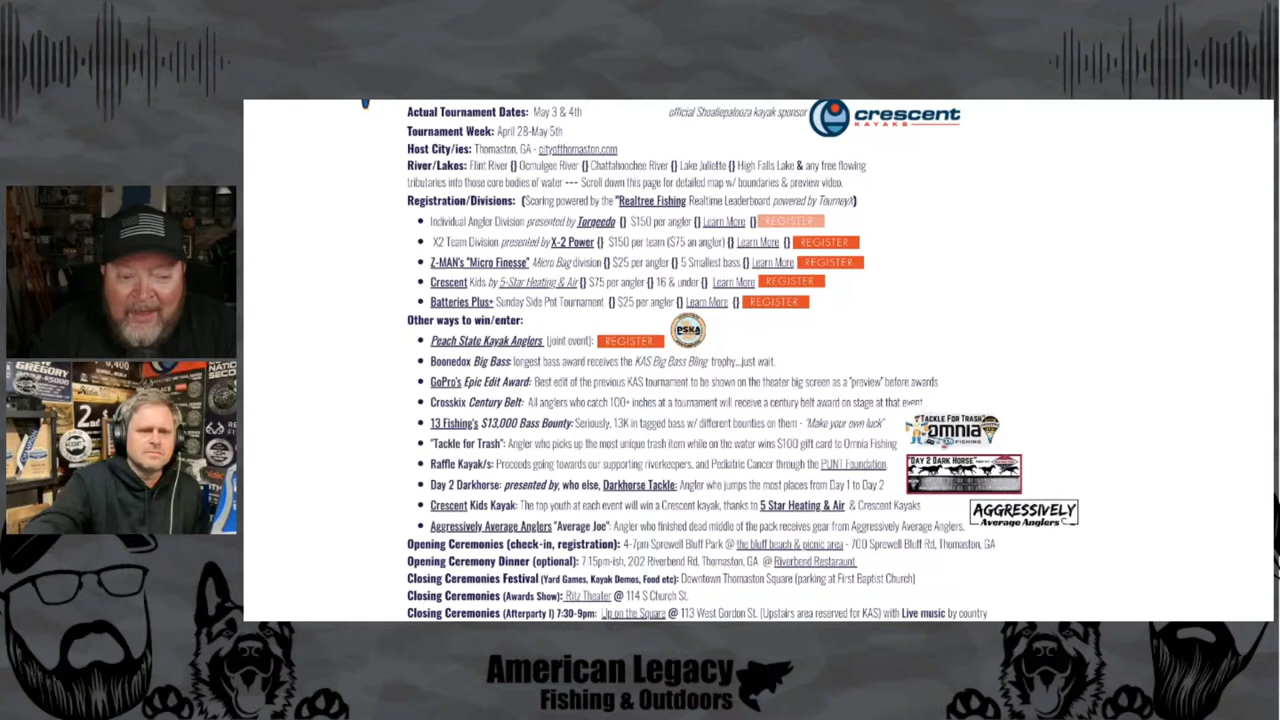 Actual Tournament Dates: May 3 & 4th official Shoaliepalooza kayak sponsor crescent KAYAKS
Tournament Week: April 28-May 5th
Host City/ies: Thomaston, GA - cityofthomaston.com
River/Lakes: Flint River {} Ocmulgee River {} Chattahoochee River {} Lake Juliette {} High Falls Lake & any free flowing
tributaries into those core bodies of water --- Scroll down this page for detailed map w/ boundaries & preview video.
Registration/Divisions: (Scoring powered by the "Realtree Fishing Realtime Leaderboard powered by TourneyX)
Individual Angler Division presented by Torqeedo {} $150 per angler {} Learn More {} REGISTER
X2 Team Division presented by X-2 Power {} $150 per team ($75 an angler) {} Learn More {} REGISTER
Z-MAN's "Micro Finesse" Micro Bag division {} $25 per angler {} 5 Smallest bass {} Learn More REGISTER
Crescent Kids by 5-Star Heating & Air {} $75 per angler {} 16 & under {} Learn More REGISTER
Batteries Plus+ Sunday Side Pot Tournament {} $25 per angler {} Learn More {} REGISTER
Other ways to win/enter:
Peach State Kayak Anglers (joint event): REGISTER PSKA
Boonedox Big Bass: longest bass award receives the KAS Big Bass Bling trophy...just wait.
GoPro's Epic Edit Award: Best edit of the previous KAS tournament to be shown on the theater big screen as a "preview" before awards
Crosskix Century Belt: All anglers who catch 100+ inches at a tournament will receive a century belt award on stage at that event
13 Fishing's $13,000 Bass Bounty: Seriously, 13K in tagged bass w/ different bounties on them - "Make your own luck"
TACKLE FOR TRASH
OMNIA
FISHING
"Tackle for Trash": Angler who picks up the most unique trash item while on the water wins $100 gift card to Omnia Fishing
Raffle Kayak/s: Proceeds going towards our supporting riverkeepers, and Pediatric Cancer through the PUNT Foundation.
"DAY 2 DARK HORSE"
Day 2 Darkhorse: presented by, who else, Darkhorse Tackle: Angler who jumps the most places from Day 1 to Day 2
Crescent Kids Kayak: The top youth at each event will win a Crescent kayak, thanks to 5 Star Heating & Air & Crescent Kayaks
AGGRESSIVELY
Average Anglers
Aggressively Average Anglers "Average Joe": Angler who finished dead middle of the pack receives gear from Aggressively Average Anglers.
Opening Ceremonies (check-in, registration): 4-7pm Sprewell Bluff Park @ the bluff beach & picnic area - 700 Sprewell Bluff Rd, Thomaston, GA
Opening Ceremony Dinner (optional): 7:15pm-ish, 202 Riverbend Rd, Thomaston, GA @ Riverbend Restaraunt
Closing Ceremonies Festival (Yard Games, Kayak Demos, Food etc): Downtown Thomaston Square (parking at First Baptist Church)
Closing Ceremonies (Awards Show): Ritz Theater @ 114 S Church St.
Closing Ceremonies (Afterparty I) 7:30-9pm: Up on the Square @ 113 West Gordon St. (Upstairs area reserved for KAS) with Live music by country
GREGORY
2nd
American Legacy
Fishing & Outdoors